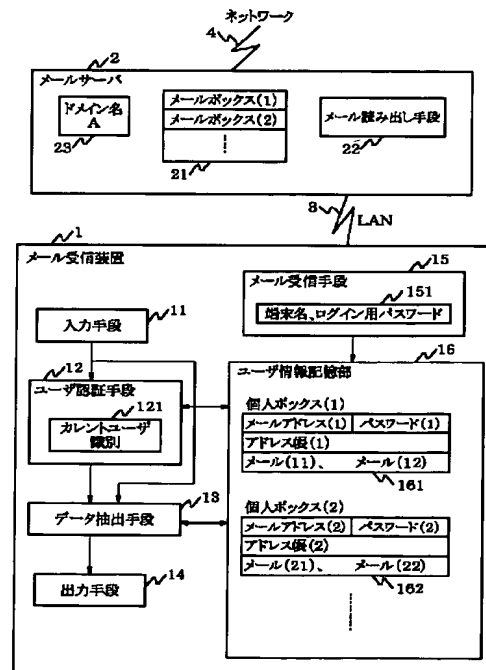 ネットワーク
4
2
メールサーバ
ドメイン名
A
23
メールボックス(1)
メールボックス(2)
21
メール読み出し手段
22
3
LAN
1
メール受信装置
15
メール受信手段
151
端末名、ログイン用パスワード
11
入力手段
12
ユーザ認証手段
121
カレントユーザ
識別
13
データ抽出手段
14
出力手段
16
ユーザ情報記憶部
個人ボックス(1)
メールアドレス(1) パスワード(1)
アドレス帳(1)
メール(11)、 メール(12)
161
個人ボックス(2)
メールアドレス(2) パスワード(2)
アドレス帳(2)
メール(21)、 メール(22)
162